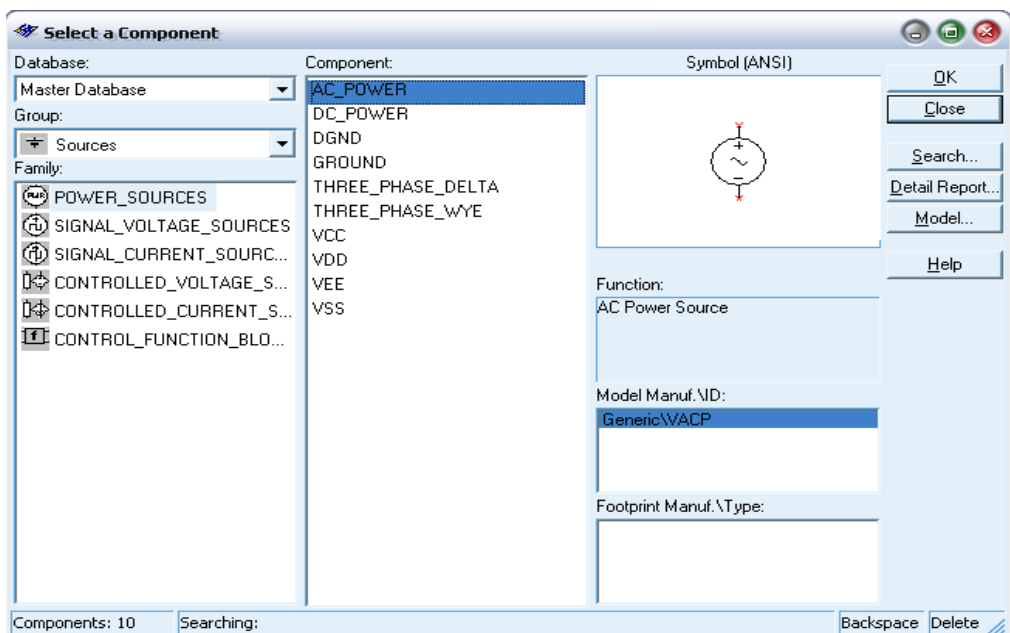 Select a Component
Database:
Master Database
Group:
Sources
Family:
POWER_SOURCES
SIGNAL_VOLTAGE_SOURCES
SIGNAL_CURRENT_SOURC...
CONTROLLED_VOLTAGE_S...
CONTROLLED_CURRENT_S...
CONTROL_FUNCTION_BLO...
Component:
AC_POWER
DC_POWER
DGND
GROUND
THREE_PHASE_DELTA
THREE_PHASE_WYE
VCC
VDD
VEE
VSS
Symbol (ANSI)
Function:
AC Power Source
Model Manuf.\ID:
Generic\VACP
Footprint Manuf.\Type:
OK
Close
Search...
Detail Report...
Model...
Help
Components: 10
Searching:
Backspace
Delete